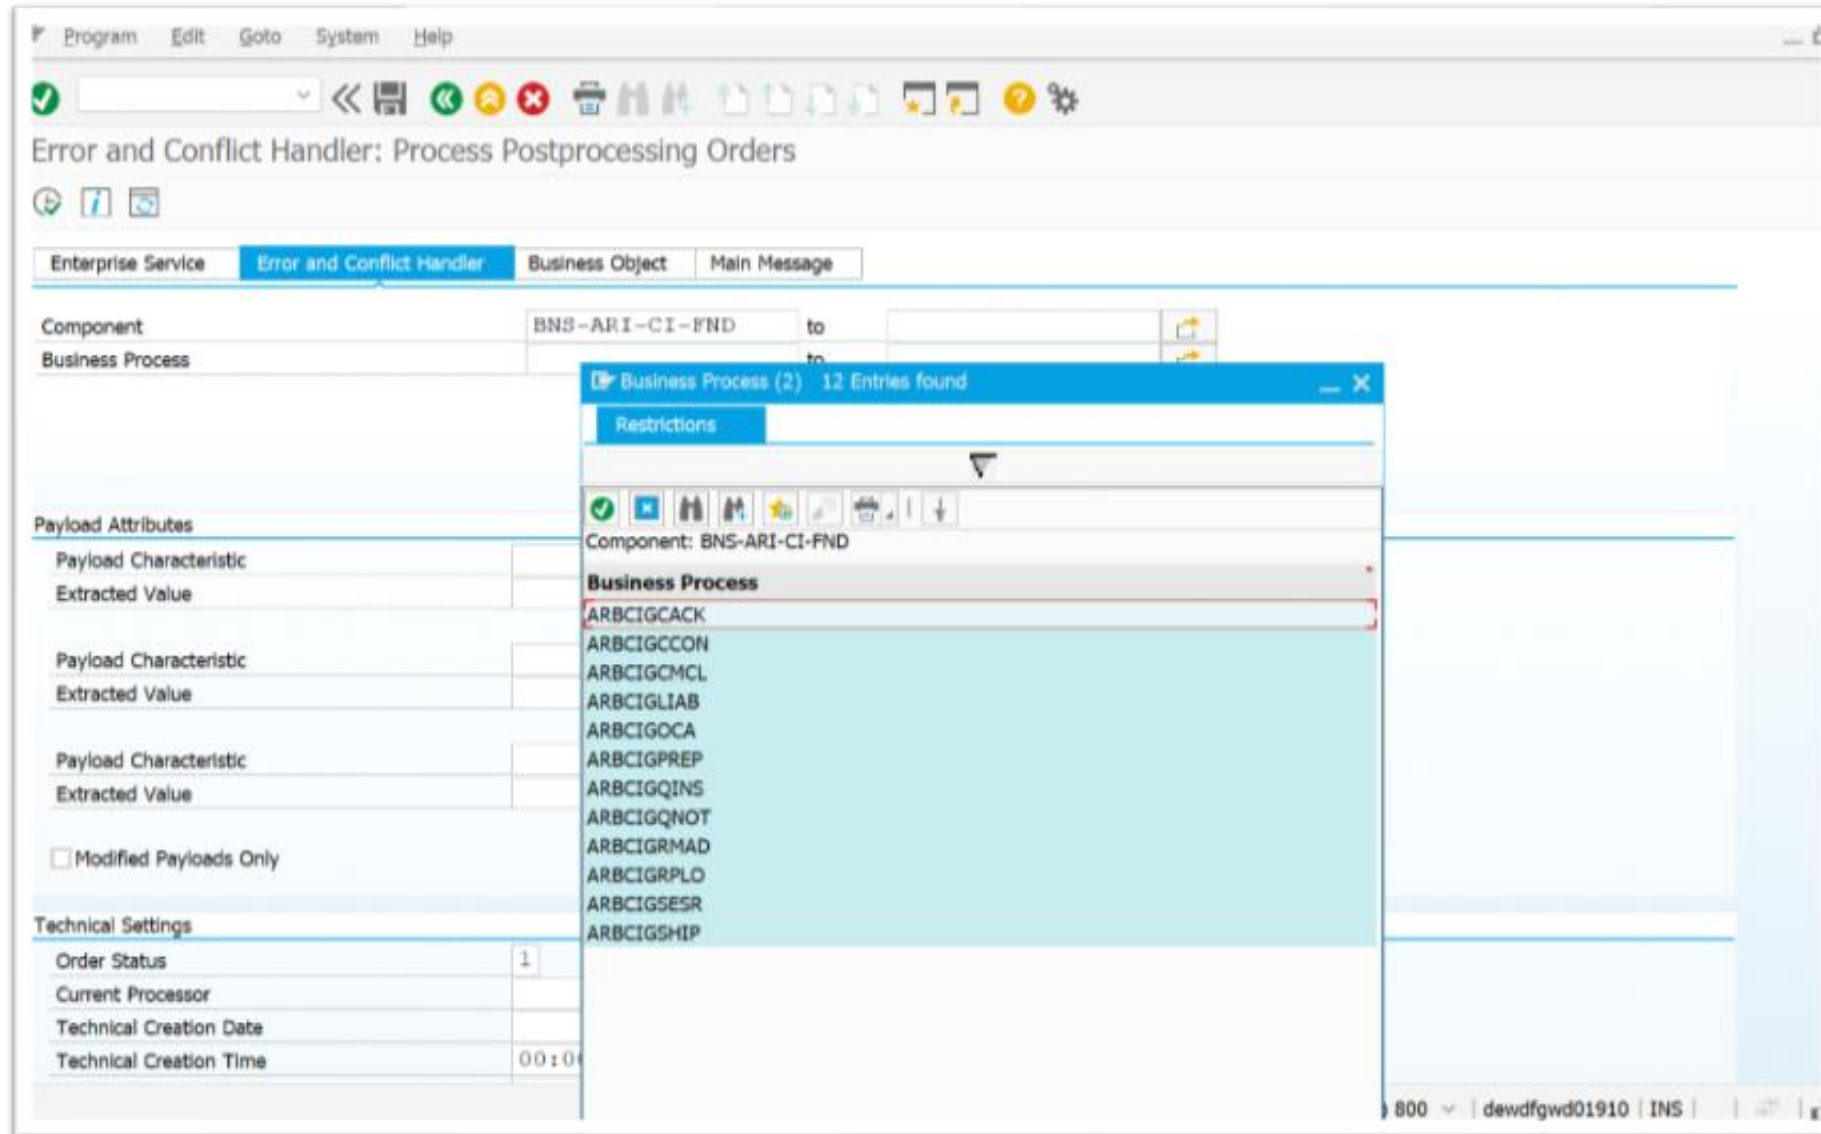 Program Edit Goto System Help
Error and Conflict Handler: Process Postprocessing Orders
Enterprise Service Error and Conflict Handler Business Object Main Message
Component BNS-ARI-CI-FND to
Business Process to
Business Process (2) 12 Entries found
Restrictions
Component: BNS-ARI-CI-FND
Business Process
ARBCIGCACK
ARBCIGCCON
ARBCIGCMCL
ARBCIGLIAB
ARBCIGOCA
ARBCIGPREP
ARBCIGQINS
ARBCIGQNOT
ARBCIGRMAD
ARBCIGRPLO
ARBCIGSESR
ARBCIGSHIP
Payload Attributes
Payload Characteristic
Extracted Value
Payload Characteristic
Extracted Value
Payload Characteristic
Extracted Value
Modified Payloads Only
Technical Settings
Order Status 1
Current Processor
Technical Creation Date
Technical Creation Time 00:00
800 dewdfgwd01910 INS